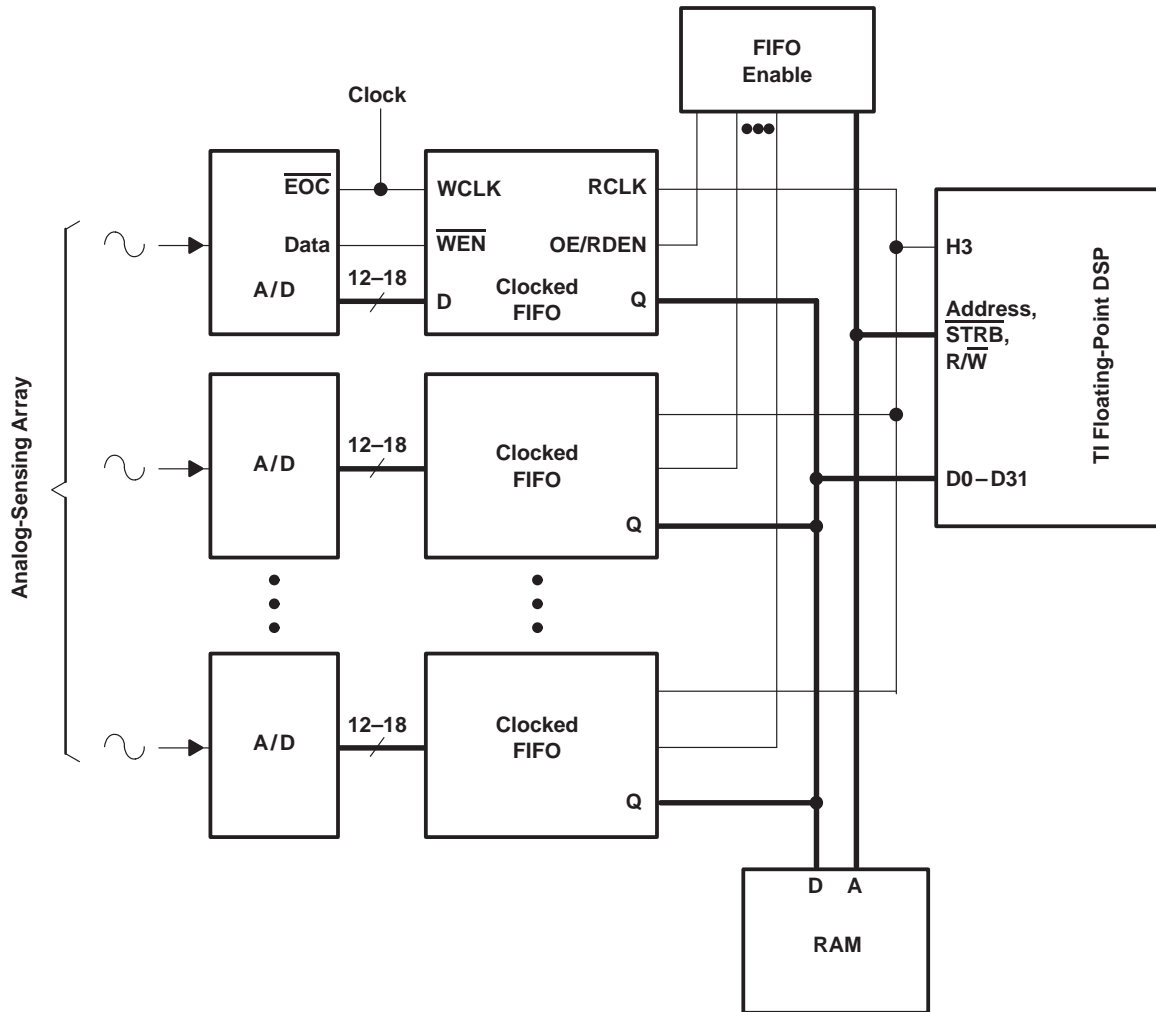 FIFO
Enable
Clock
EOC
WCLK
RCLK
Data
WEN
OE/RDEN
A/D
12–18
D
Clocked
FIFO
Q
H3
Address,
STRB,
R/W
D0–D31
TI Floating-Point DSP
Analog-Sensing Array
A/D
12–18
Clocked
FIFO
Q
A/D
12–18
Clocked
FIFO
Q
D A
RAM